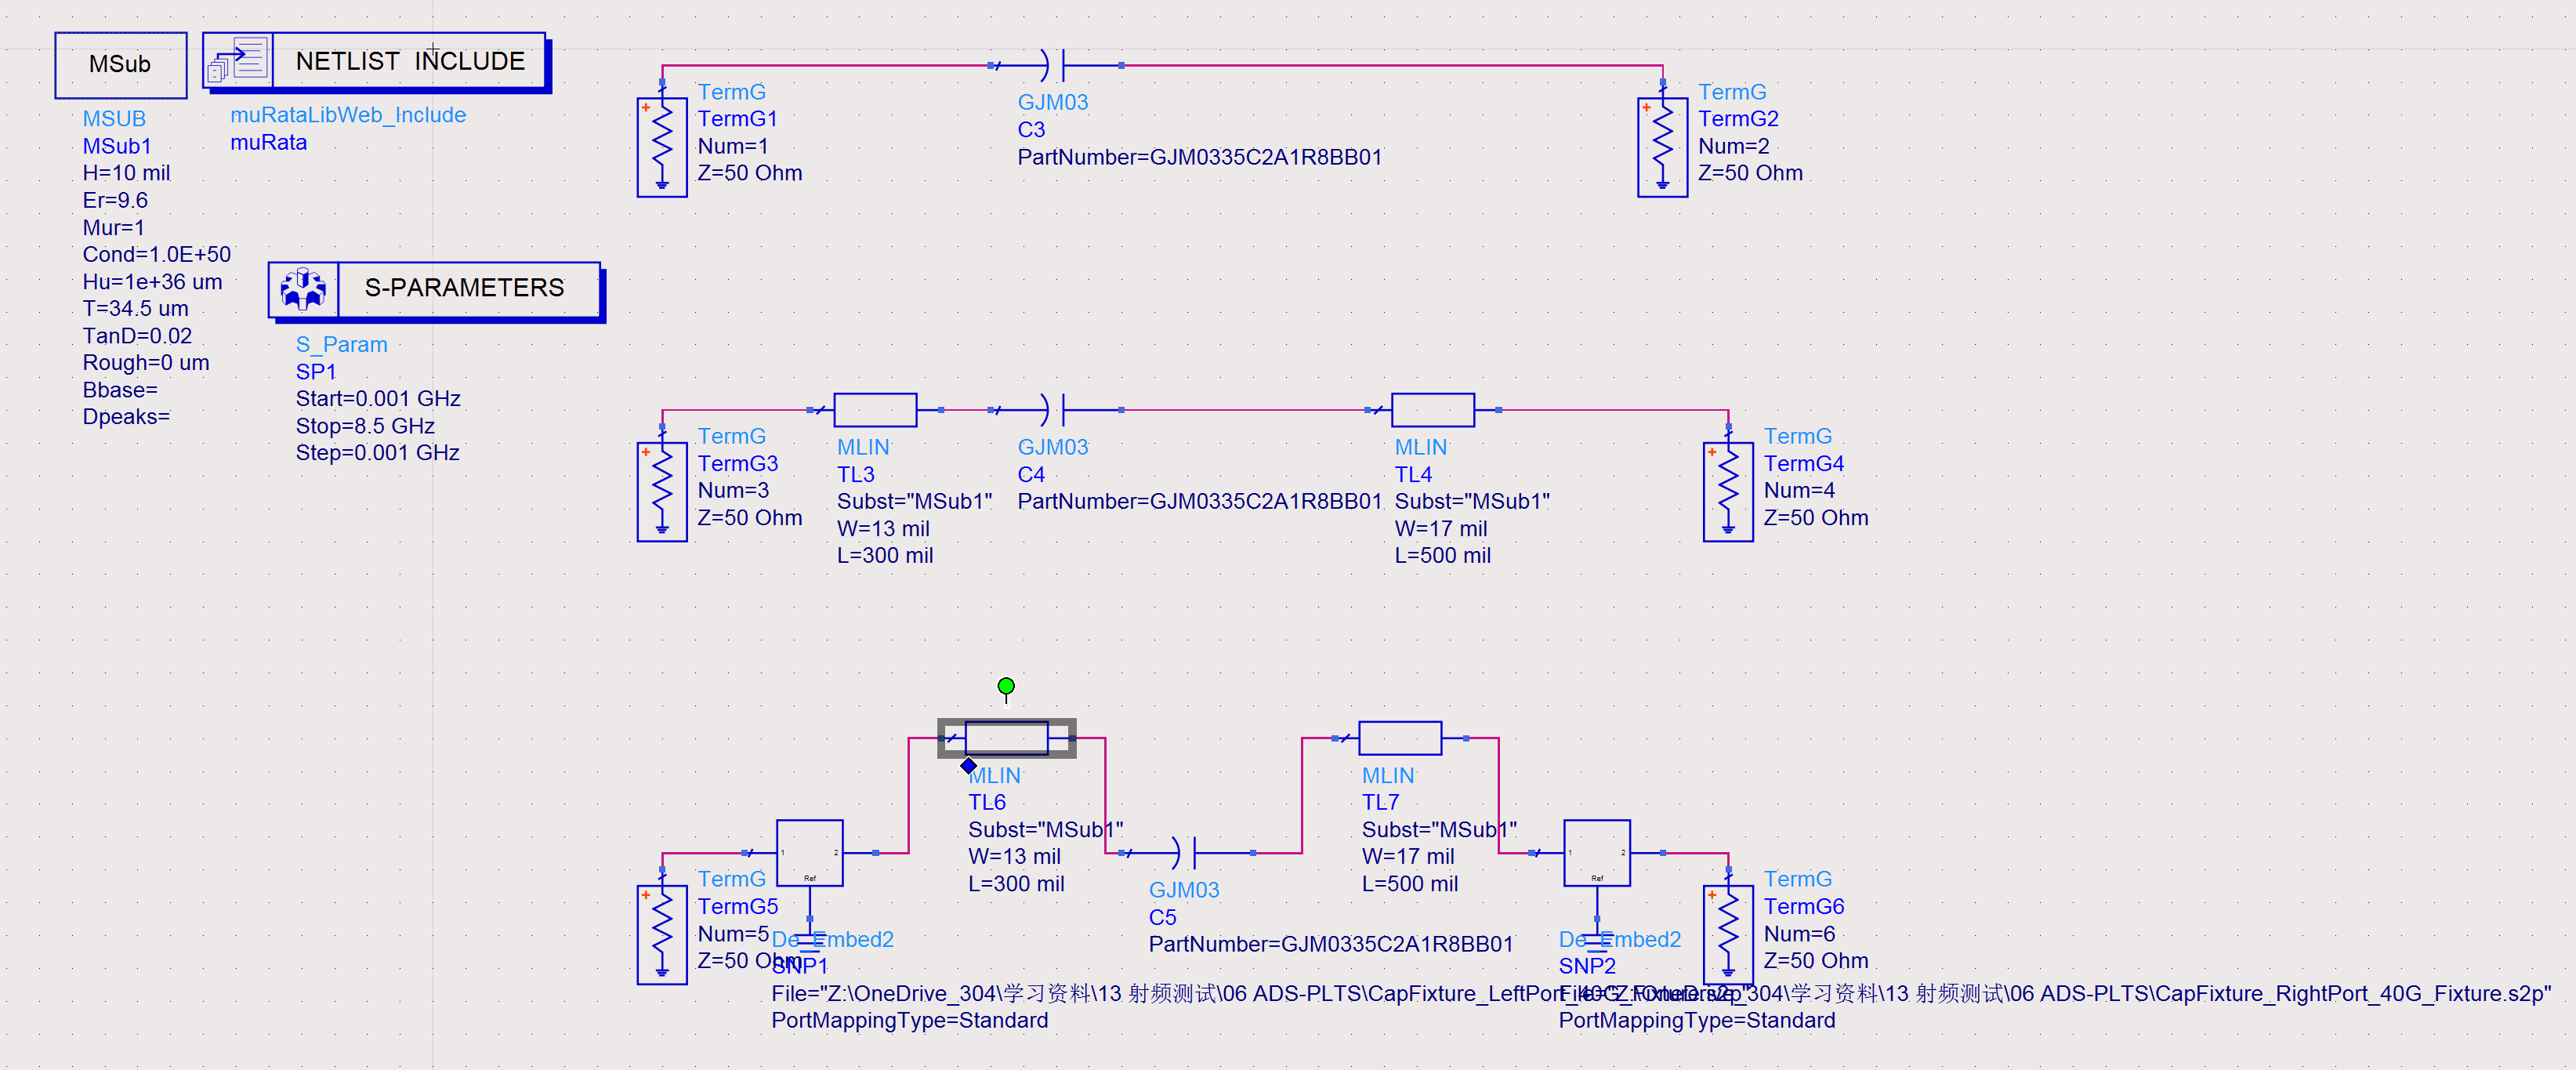 MSub
NETLIST INCLUDE
MSUB
MSub1
H=10 mil
Er=9.6
Mur=1
Cond=1.0E+50
Hu=1e+36 um
T=34.5 um
TanD=0.02
Rough=0 um
Bbase=
Dpeaks=
muRataLibWeb_Include
muRata
S-PARAMETERS
S_Param
SP1
Start=0.001 GHz
Stop=8.5 GHz
Step=0.001 GHz
TermG
TermG1
Num=1
Z=50 Ohm
GJM03
C3
PartNumber=GJM0335C2A1R8BB01
TermG
TermG2
Num=2
Z=50 Ohm
TermG
TermG3
Num=3
Z=50 Ohm
MLIN
TL3
Subst="MSub1"
W=13 mil
L=300 mil
GJM03
C4
PartNumber=GJM0335C2A1R8BB01
MLIN
TL4
Subst="MSub1"
W=17 mil
L=500 mil
TermG
TermG4
Num=4
Z=50 Ohm
MLIN
TL6
Subst="MSub1"
W=13 mil
L=300 mil
MLIN
TL7
Subst="MSub1"
W=17 mil
L=500 mil
1 2
Ref
1 2
Ref
TermG
TermG5
Num=5
Z=50 Ohm
De_Embed2
SNP1
File="Z:\OneDrive_304\学习资料\13 射频测试\06 ADS-PLTS\CapFixture_LeftPort_40G_Fixture.s2p"
PortMappingType=Standard
GJM03
C5
PartNumber=GJM0335C2A1R8BB01
De_Embed2
SNP2
File="Z:\OneDrive_304\学习资料\13 射频测试\06 ADS-PLTS\CapFixture_RightPort_40G_Fixture.s2p"
PortMappingType=Standard
TermG
TermG6
Num=6
Z=50 Ohm